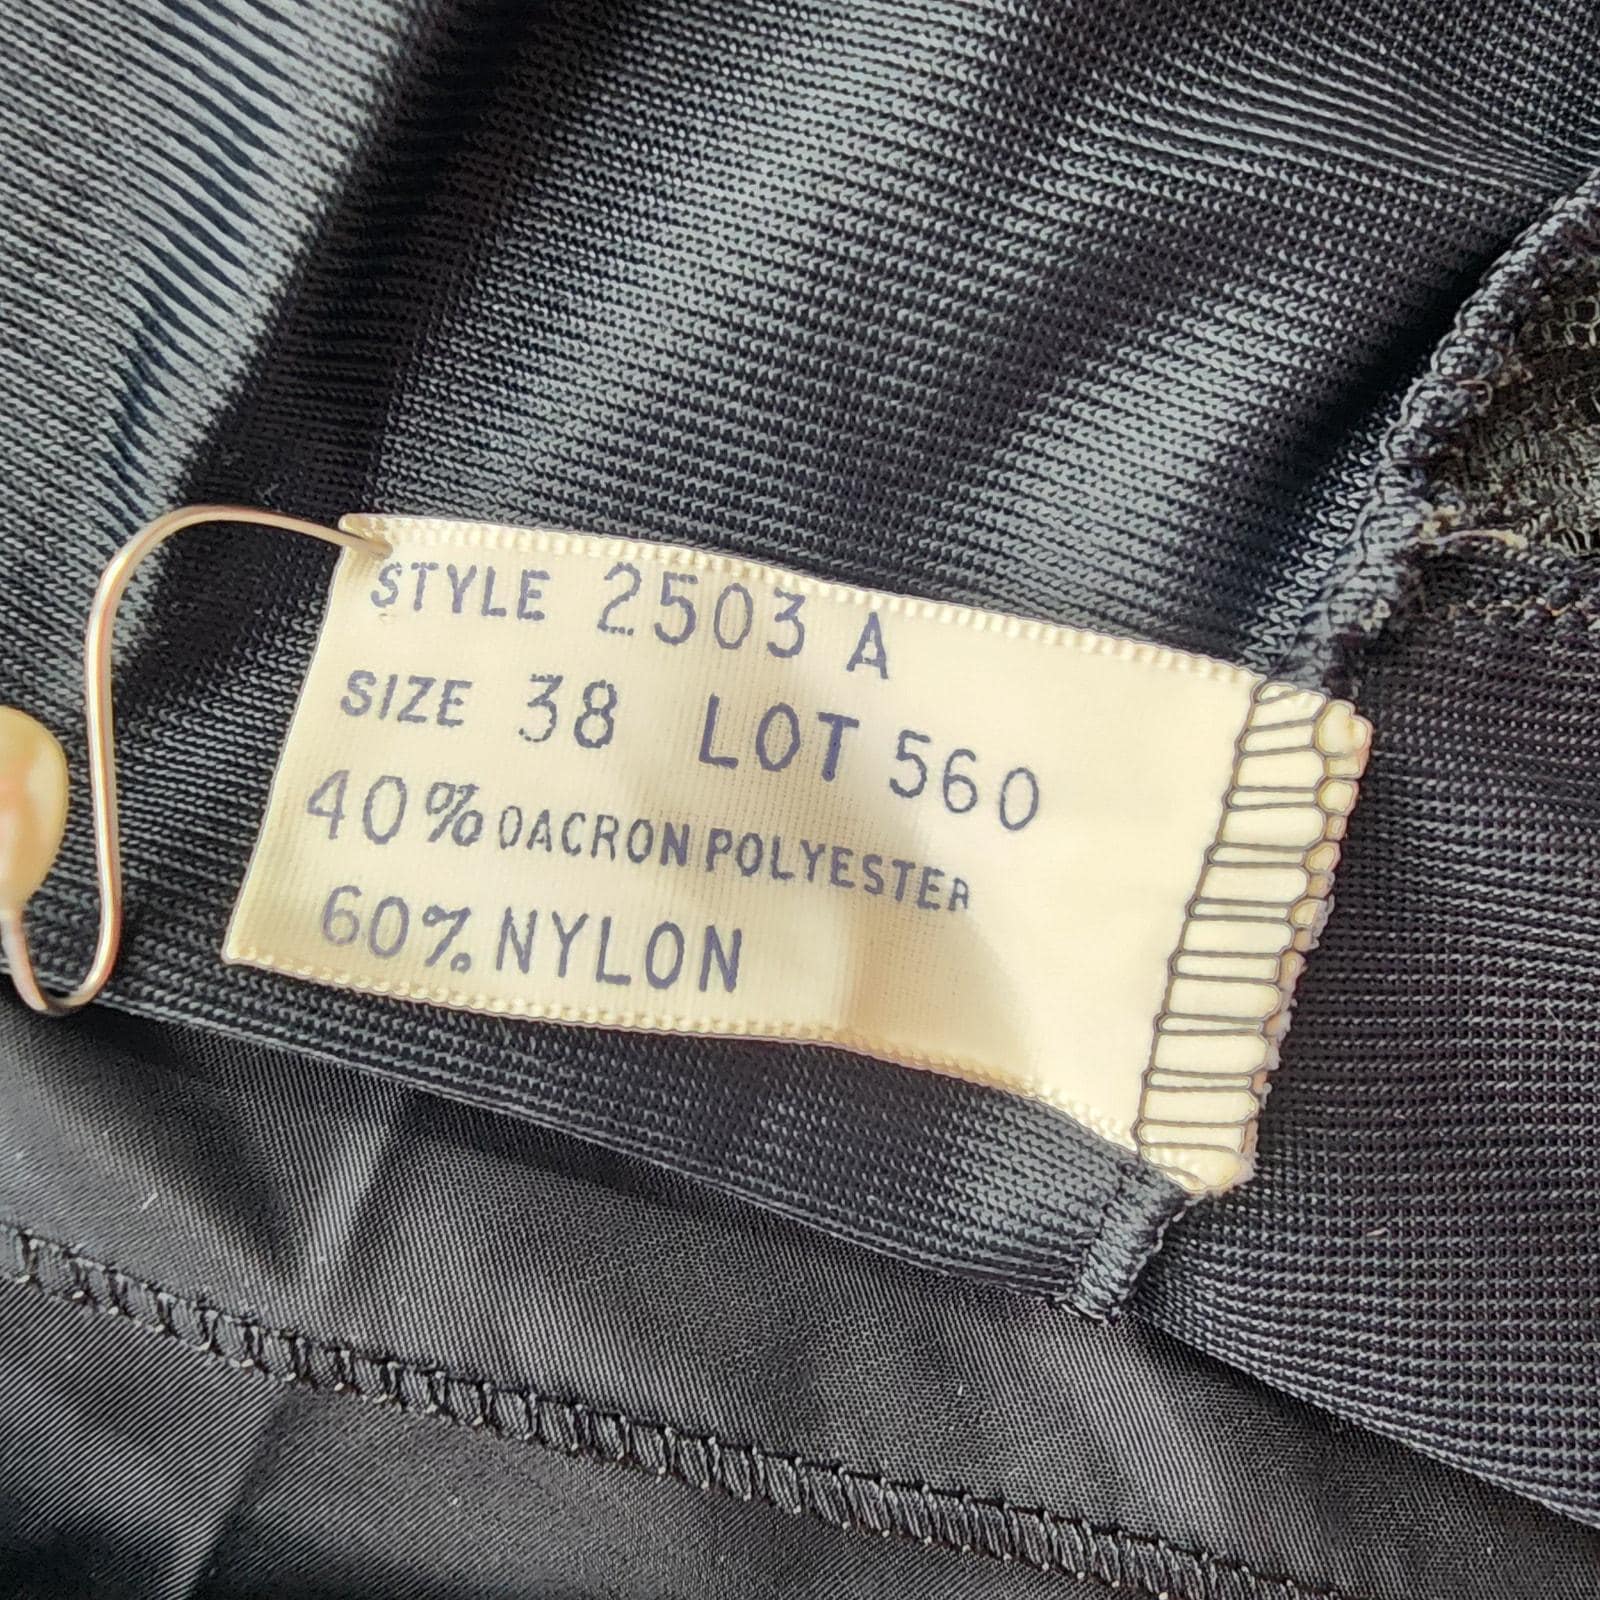 STYLE 2503 A
SIZE 38 LOT 560
40% DACRON POLYESTER
60% NYLON